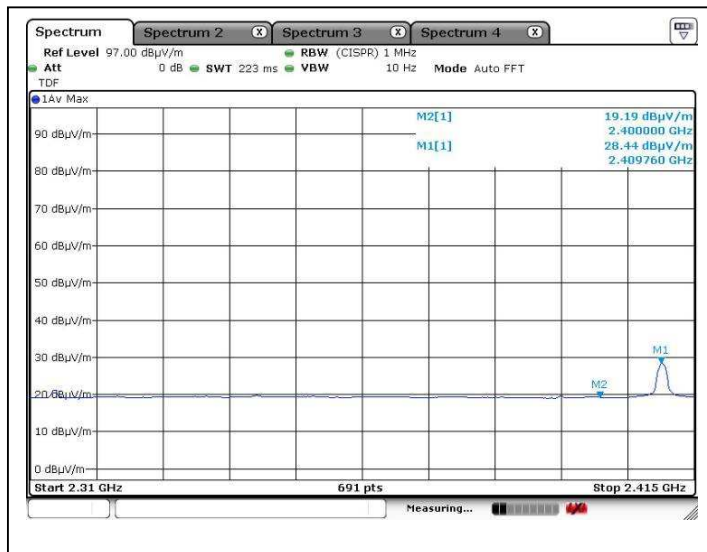 Spectrum Spectrum 2 X Spectrum 3 X Spectrum 4 X
Ref Level 97.00 dBµV/m RBW (CISPR) 1 MHz
Att 0 dB SWT 223 ms VBW 10 Hz Mode Auto FFT
TDF
1Av Max
M2[1] 19.19 dBµV/m
2.400000 GHz
M1[1] 28.44 dBµV/m
2.409760 GHz
90 dBµV/m
80 dBµV/m
70 dBµV/m
60 dBµV/m
50 dBµV/m
40 dBµV/m
30 dBµV/m
M1
M2
20 dBµV/m
10 dBµV/m
0 dBµV/m
Start 2.31 GHz 691 pts Stop 2.415 GHz
Measuring...